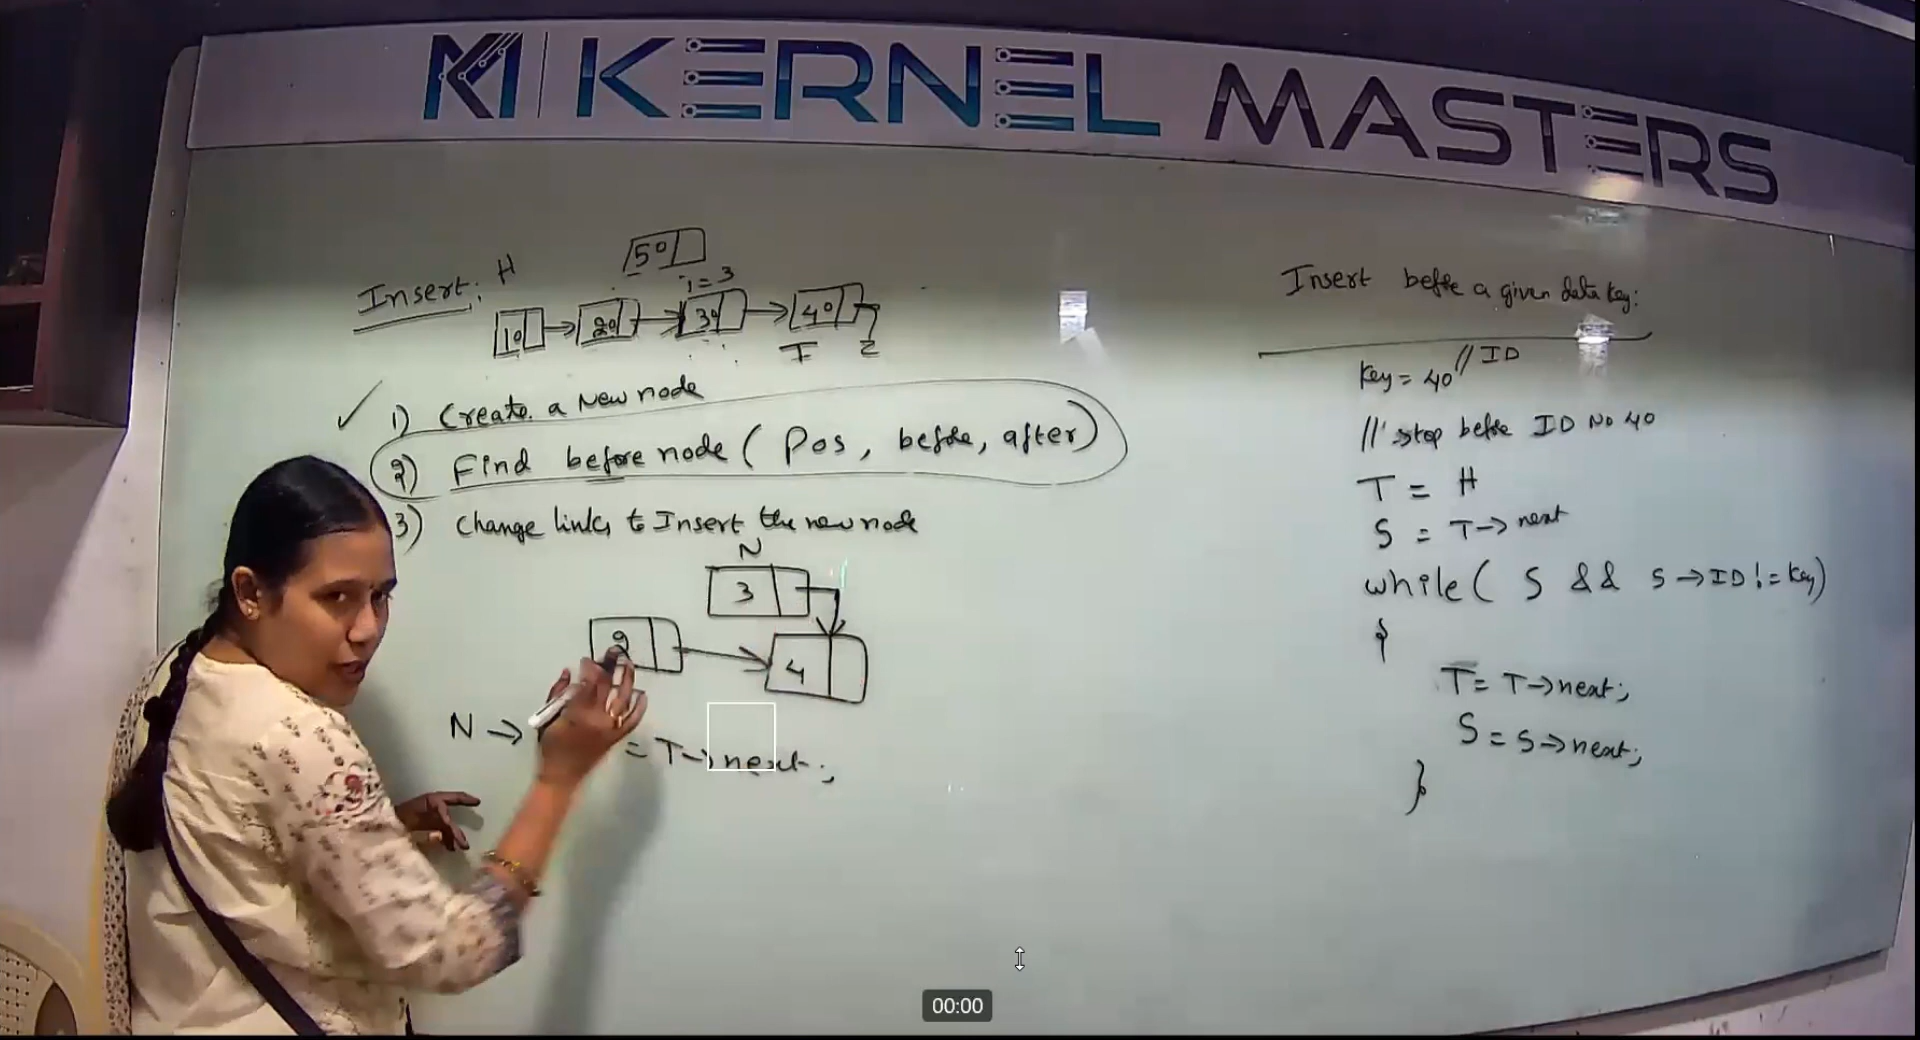 KERNEL MASTERS
50
Insert: H
i=3
10 20 30 40
T
1) Create a New node
2) Find before node ( Pos, before, after)
3) Change links to Insert the new node
N
3
2
4
N → = T→next;
Insert before a given data key:
key = 40 // ID
// stop before ID No 40
T = H
S = T→next
while( S && S→ID != key)
{
T = T→next;
S = S→next;
}
00:00